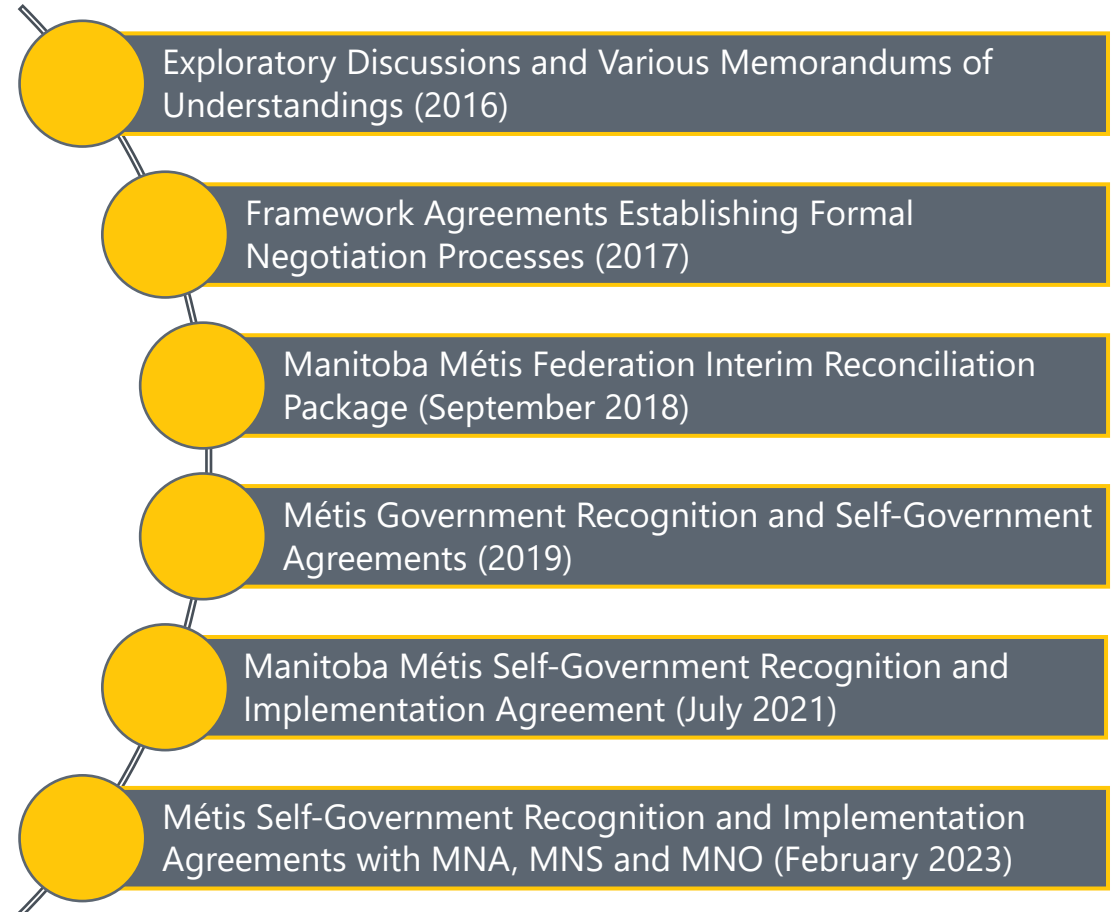 Exploratory Discussions and Various Memorandums of
Understandings (2016)
Framework Agreements Establishing Formal
Negotiation Processes (2017)
Manitoba Métis Federation Interim Reconciliation
Package (September 2018)
Métis Government Recognition and Self-Government
Agreements (2019)
Manitoba Métis Self-Government Recognition and
Implementation Agreement (July 2021)
Métis Self-Government Recognition and Implementation
Agreements with MNA, MNS and MNO (February 2023)